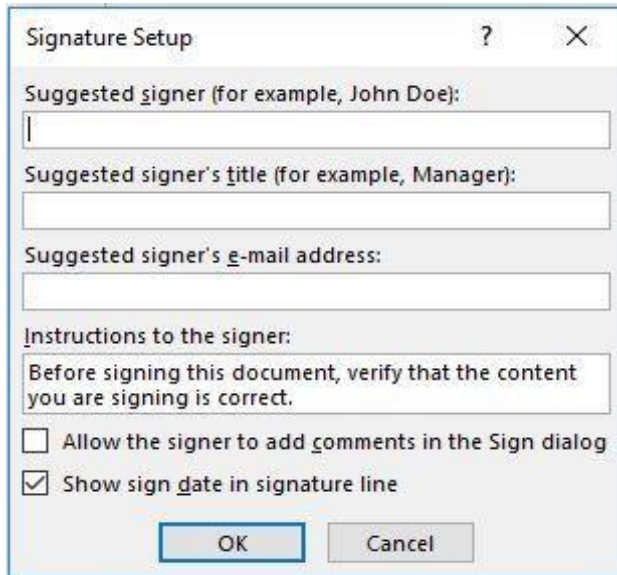 Signature Setup ?
Suggested signer (for example, John Doe):
Suggested signer's title (for example, Manager):
Suggested signer's e-mail address:
Instructions to the signer:
Before signing this document, verify that the content
you are signing is correct.
Allow the signer to add comments in the Sign dialog
Show sign date in signature line
OK Cancel